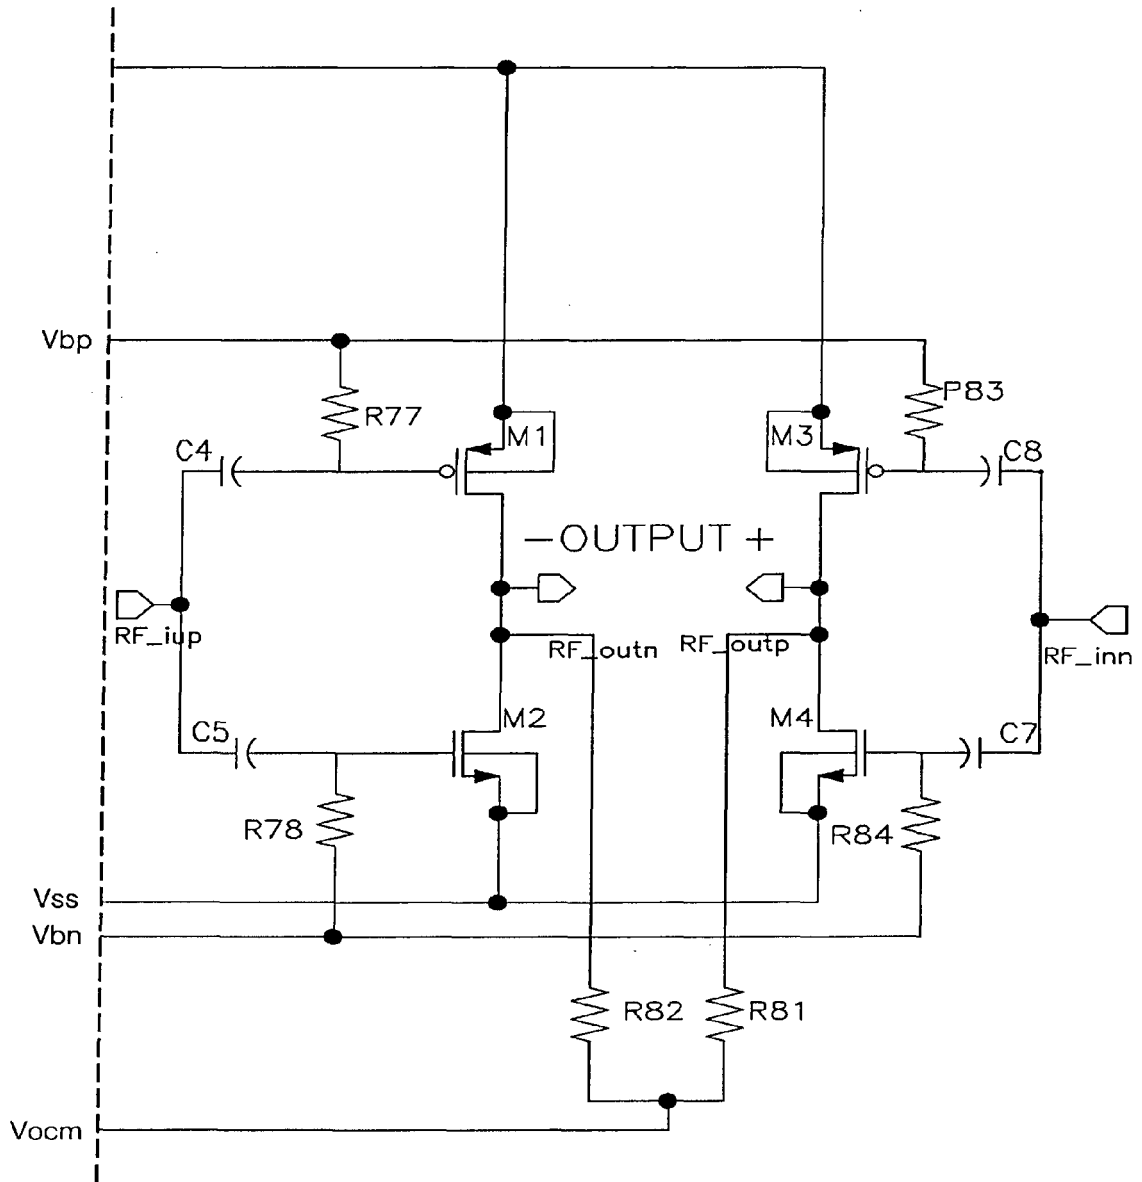 Vbp
R77
P83
C4
M1
M3
C8
-OUTPUT+
RF_iup
RF_outn
RF_outp
RF_inn
C5
M2
M4
C7
R78
R84
Vss
Vbn
R82
R81
Vocm